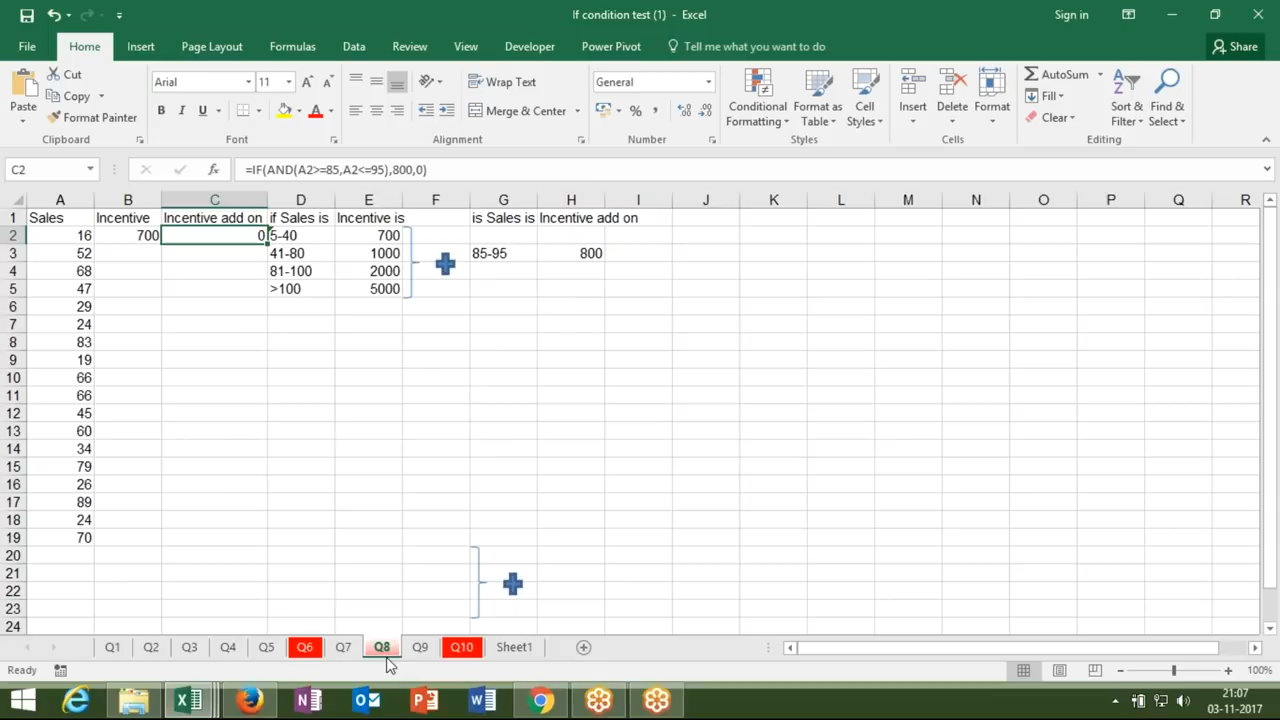 If condition test (1) - Excel
Sign in
File Home Insert Page Layout Formulas Data Review View Developer Power Pivot Tell me what you want to do Share
Paste
Cut
Copy
Format Painter
Clipboard
Arial 11
B I U
Font
Wrap Text
Merge & Center
Alignment
General
Number
Conditional Formatting
Format as Table
Cell Styles
Styles
Insert Delete Format
Cells
AutoSum
Fill
Clear
Sort & Filter
Find & Select
Editing
C2 fx =IF(AND(A2>=85,A2<=95),800,0)
A B C D E F G H I J K L M N O P Q R
1 Sales Incentive Incentive add on if Sales is Incentive is is Sales is Incentive add on
2 16 700 0 5-40 700
3 52 41-80 1000 85-95 800
4 68 81-100 2000
5 47 >100 5000
6 29
7 24
8 83
9 19
10 66
11 66
12 45
13 60
14 34
15 79
16 26
17 89
18 24
19 70
20
21
22
23
24
Q1 Q2 Q3 Q4 Q5 Q6 Q7 Q8 Q9 Q10 Sheet1
Ready 100%
21:07
03-11-2017